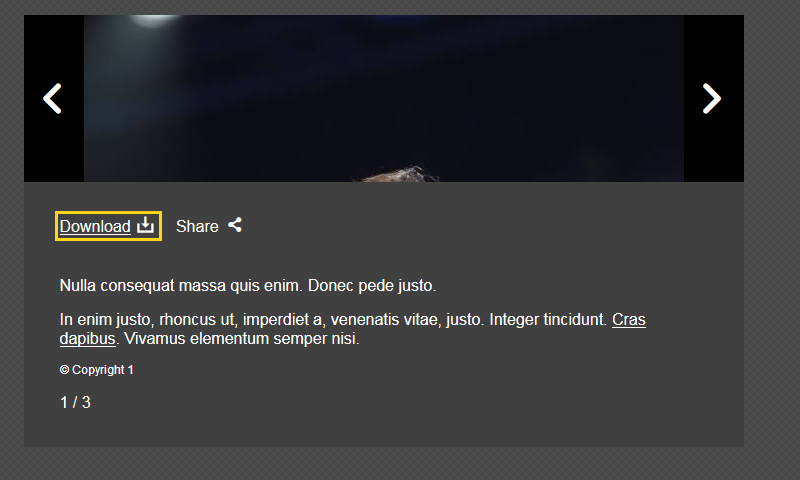 Download Share
Nulla consequat massa quis enim. Donec pede justo.
In enim justo, rhoncus ut, imperdiet a, venenatis vitae, justo. Integer tincidunt. Cras
dapibus. Vivamus elementum semper nisi.
© Copyright 1
1 / 3